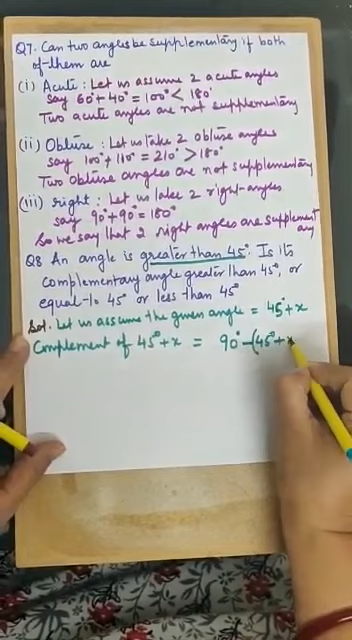 Q7. Can two angles be supplementary if both
of them are
(i) Acute : Let us assume 2 acute angles
say 60° + 40° = 100° < 180°
Two acute angles are not supplementary
(ii) Obtuse : Let us take 2 obtuse angles
say 100° + 110° = 210° > 180°
Two obtuse angles are not supplementary
(iii) right : Let us take 2 right-angles
say 90° + 90° = 180°
So we say that 2 right angles are supplement
ary
Q8 An angle is greater than 45°. Is its
complementary angle greater than 45°, or
equal to 45° or less than 45°
Sol. Let us assume the given angle = 45° + x
Complement of 45° + x = 90° - (45° + x